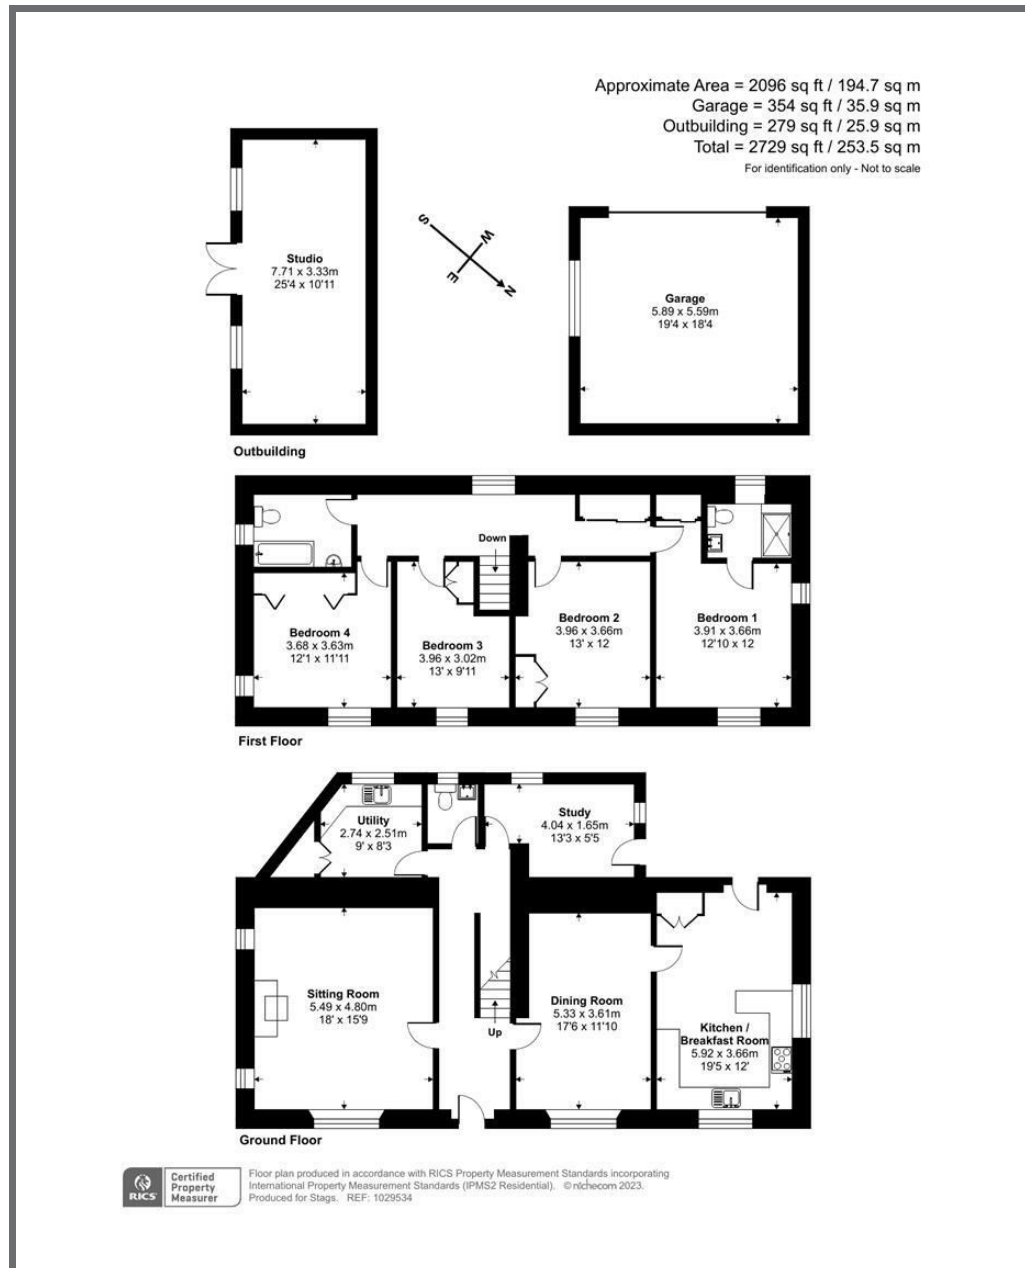 Approximate Area = 2096 sq ft / 194.7 sq m
Garage = 354 sq ft / 35.9 sq m
Outbuilding = 279 sq ft / 25.9 sq m
Total = 2729 sq ft / 253.5 sq m
For identification only - Not to scale
S
W
E
N
Studio
7.71 x 3.33m
25'4 x 10'11
Garage
5.89 x 5.59m
19'4 x 18'4
Outbuilding
Down
Bedroom 4
3.68 x 3.63m
12'1 x 11'11
Bedroom 3
3.96 x 3.02m
13' x 9'11
Bedroom 2
3.96 x 3.66m
13' x 12
Bedroom 1
3.91 x 3.66m
12'10 x 12
First Floor
Utility
2.74 x 2.51m
9' x 8'3
Study
4.04 x 1.65m
13'3 x 5'5
Sitting Room
5.49 x 4.80m
18' x 15'9
Up
Dining Room
5.33 x 3.61m
17'6 x 11'10
Kitchen /
Breakfast Room
5.92 x 3.66m
19'5 x 12'
Ground Floor
RICS
Certified
Property
Measurer
Floor plan produced in accordance with RICS Property Measurement Standards incorporating
International Property Measurement Standards (IPMS2 Residential). © nichecom 2023.
Produced for Stags. REF: 1029534